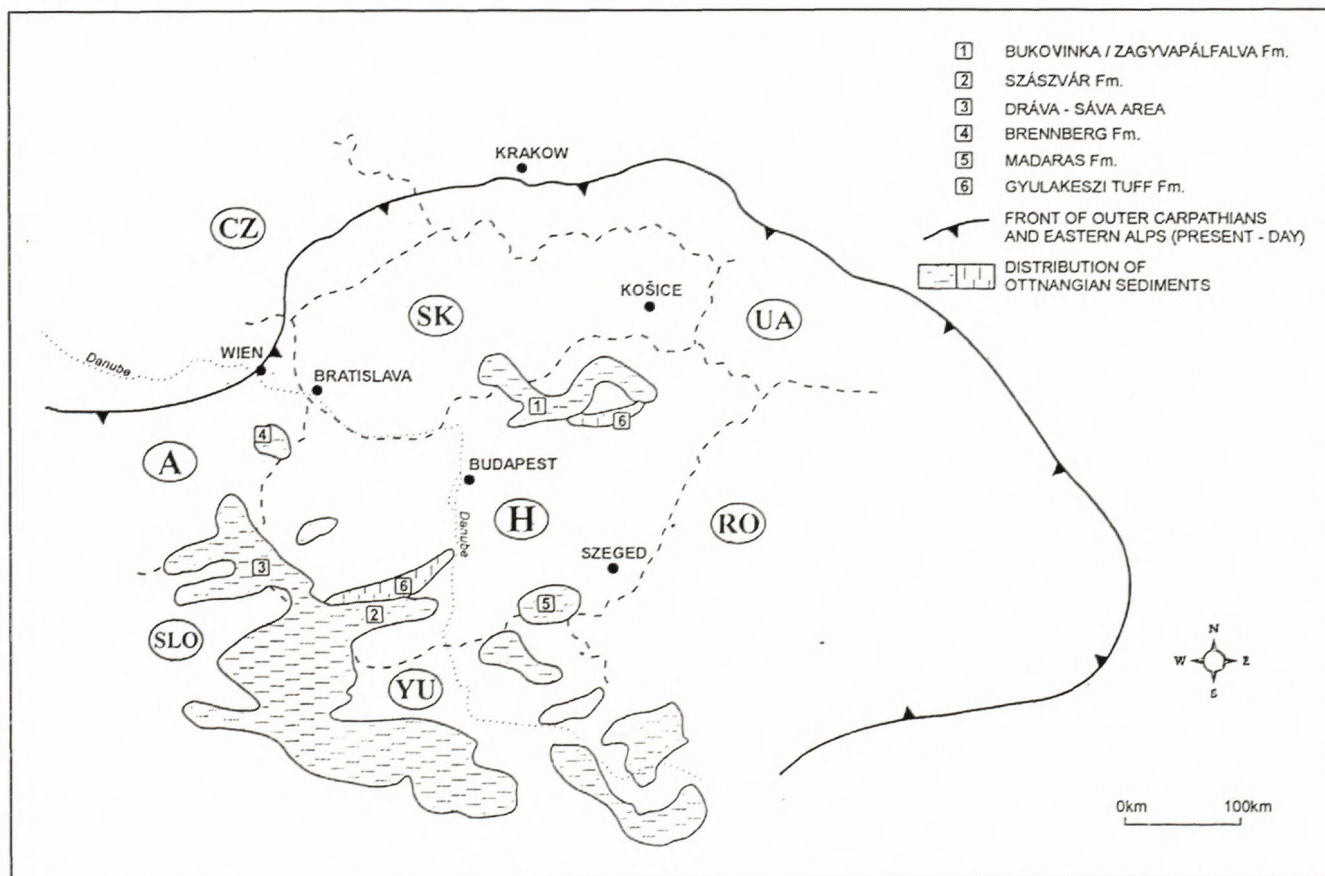 1 BUKOVINKA / ZAGYVAPÁLFALVA Fm.
2 SZÁSZVÁR Fm.
3 DRÁVA - SÁVA AREA
4 BRENNBERG Fm.
5 MADARAS Fm.
6 GYULAKESZI TUFF Fm.
FRONT OF OUTER CARPATHIANS
AND EASTERN ALPS (PRESENT - DAY)
DISTRIBUTION OF
OTTNANGIAN SEDIMENTS
KRAKOW
CZ
KOŠICE
SK
UA
Danube
WIEN
BRATISLAVA
1
6
4
A
BUDAPEST
H
RO
Danube
SZEGED
3
6
5
2
SLO
YU
N
W E
S
0km 100km